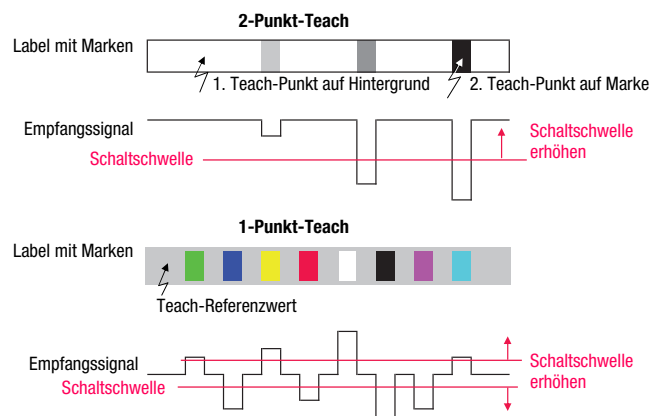 2-Punkt-Teach
Label mit Marken
1. Teach-Punkt auf Hintergrund
2. Teach-Punkt auf Marke
Empfangssignal
Schaltschwelle
erhöhen
Schaltschwelle
1-Punkt-Teach
Label mit Marken
Teach-Referenzwert
Empfangssignal
Schaltschwelle
erhöhen
Schaltschwelle